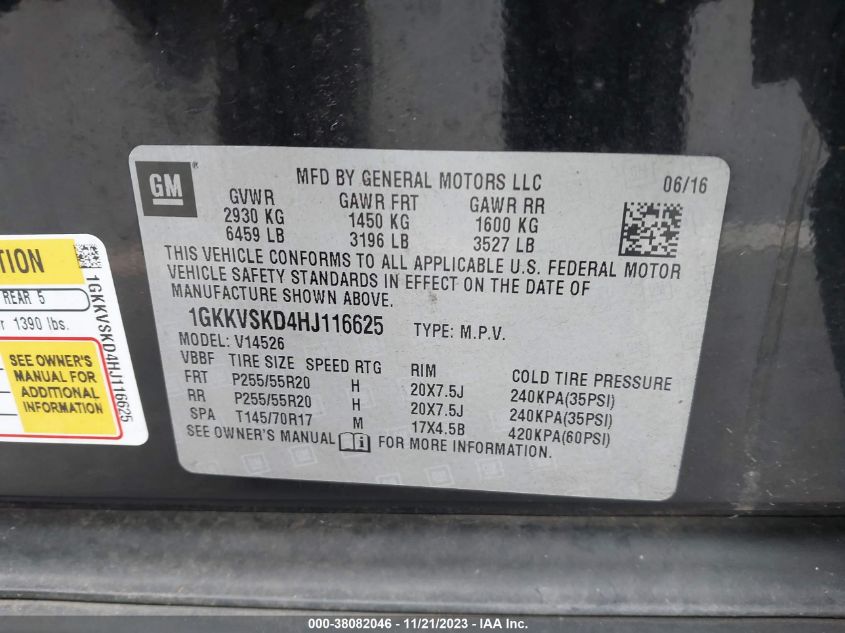 GM®
MFD BY GENERAL MOTORS LLC 06/16
GVWR GAWR FRT GAWR RR
2930 KG 1450 KG 1600 KG
6459 LB 3196 LB 3527 LB
THIS VEHICLE CONFORMS TO ALL APPLICABLE U.S. FEDERAL MOTOR
VEHICLE SAFETY STANDARDS IN EFFECT ON THE DATE OF
MANUFACTURE SHOWN ABOVE.
1GKKVSKD4HJ116625 TYPE: M.P.V.
MODEL: V14526
VBBF TIRE SIZE SPEED RTG RIM COLD TIRE PRESSURE
FRT P255/55R20 H 20X7.5J 240KPA(35PSI)
RR P255/55R20 H 20X7.5J 240KPA(35PSI)
SPA T145/70R17 M 17X4.5B 420KPA(60PSI)
SEE OWNER'S MANUAL FOR MORE INFORMATION.
TION
REAR 5
1390 lbs.
SEE OWNER'S
MANUAL FOR
ADDITIONAL
INFORMATION
1GKKVSKD4HJ116625
000-38082046 - 11/21/2023 - IAA Inc.